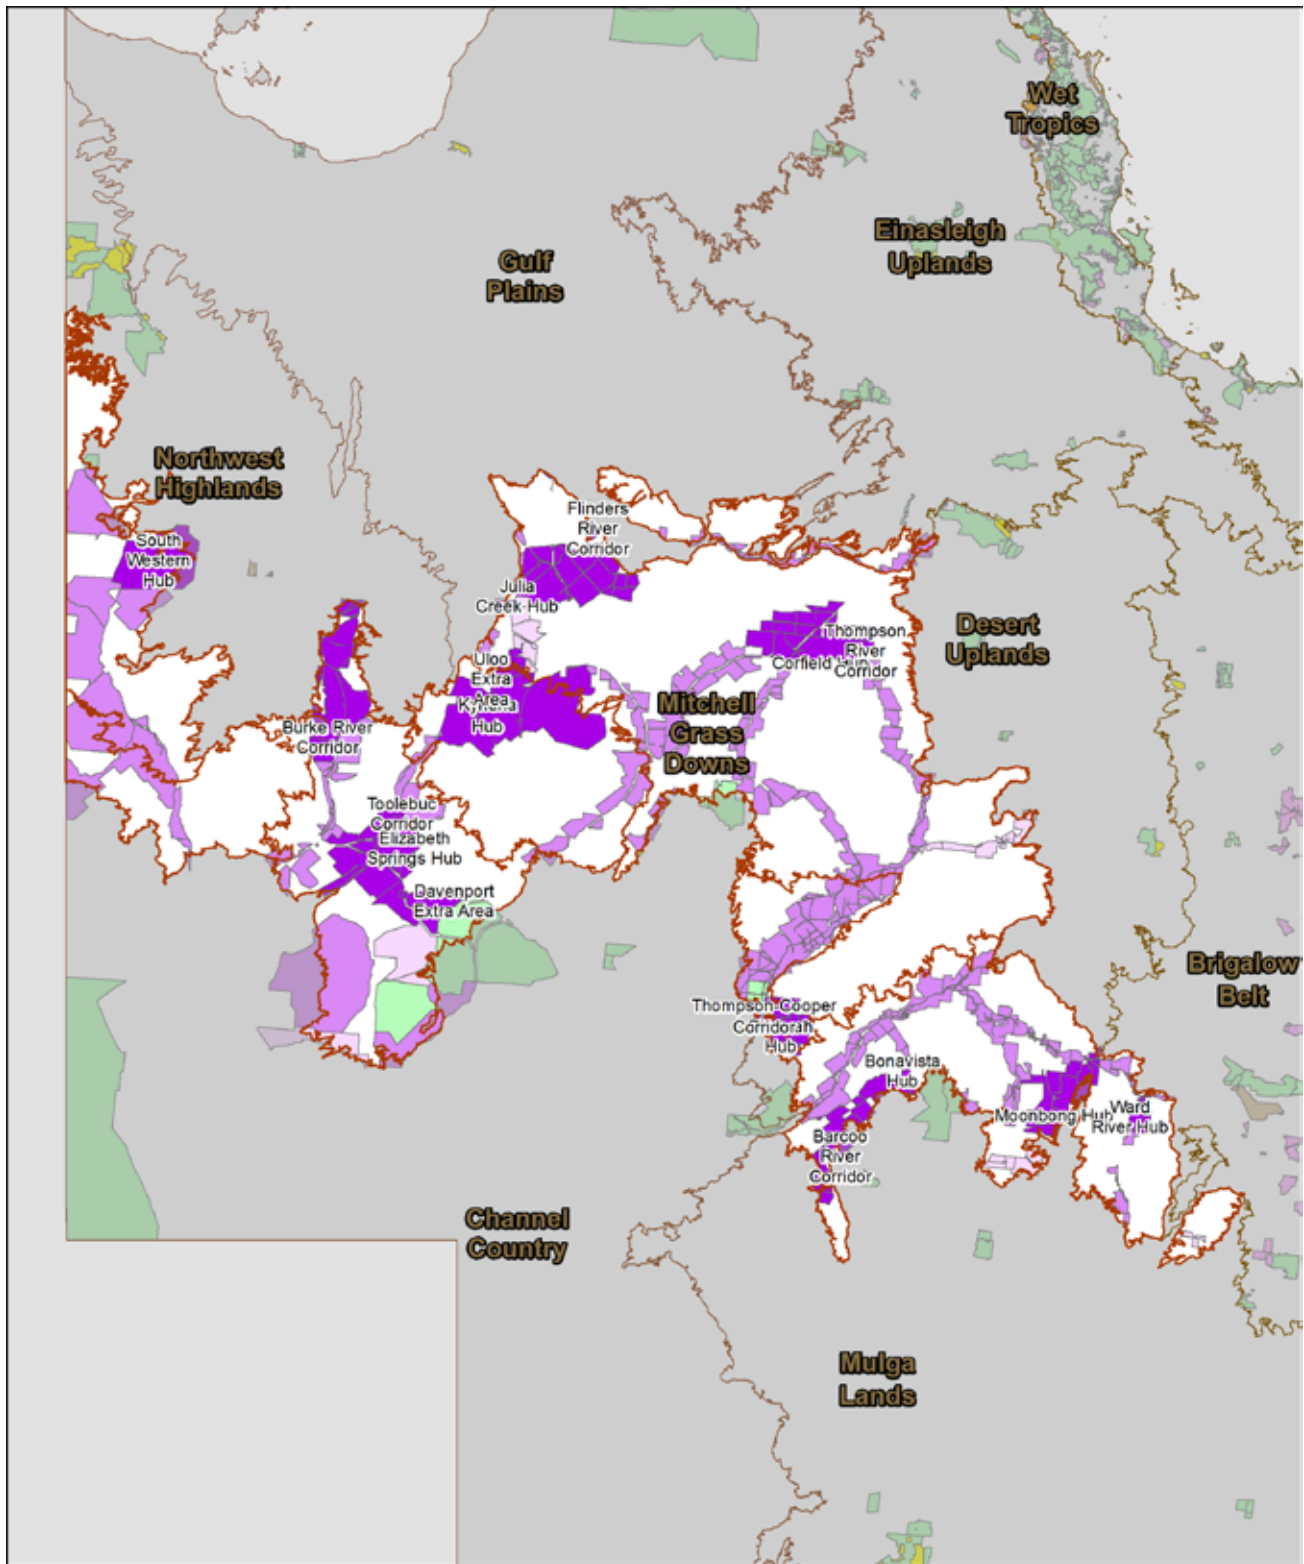 Wet
Tropics
Einasleigh
Uplands
Gulf
Plains
Northwest
Highlands
Flinders
River
Corridor
South
Western
Hub
Julia
Creek Hub
Thompson
River
Corridor
Corfield
Desert
Uplands
Uloo
Extra
Area
Hub
Mitchell
Grass
Downs
Burke River
Corridor
Toolebuc
Corridor
Elizabeth
Springs Hub
Davenport
Extra Area
Brigalow
Belt
Thompson-Cooper
Corridor
Hub
Bonavista
Hub
Moonbong Hub
Ward
River Hub
Barcoo
River
Corridor
Channel
Country
Mulga
Lands